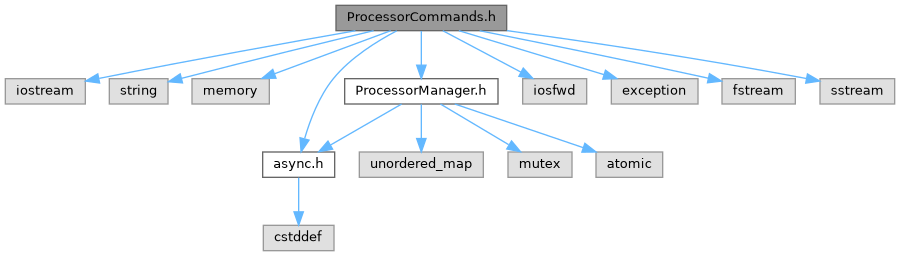 ProcessorCommands.h
iostream
string
memory
ProcessorManager.h
iosfwd
exception
fstream
sstream
async.h
unordered_map
mutex
atomic
cstddef